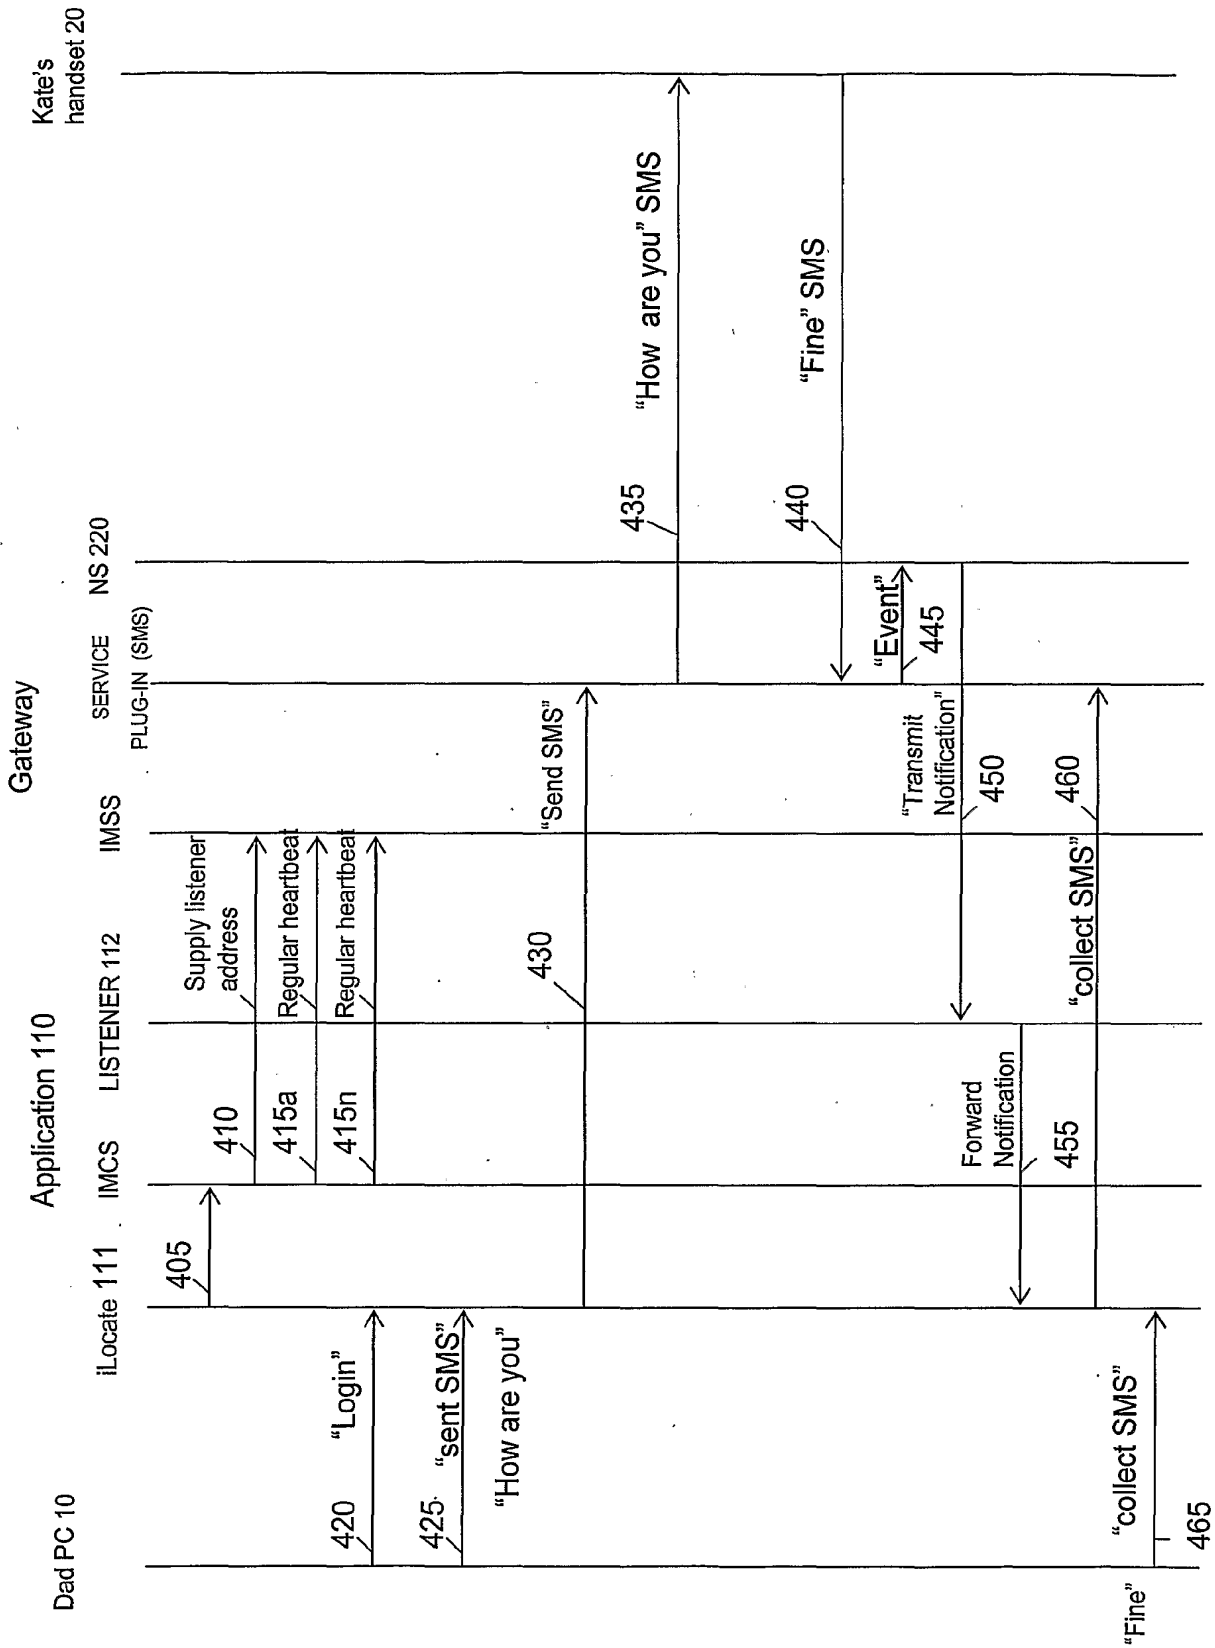 Dad PC 10
Application 110
Gateway
Kate's
handset 20
iLocate 111
IMCS
LISTENER 112
IMSS
SERVICE
PLUG-IN (SMS)
NS 220
405
410
Supply listener
address
415a
Regular heartbeat
415n
Regular heartbeat
420
"Login"
425
"sent SMS"
"How are you"
430
"Send SMS"
435
"How are you" SMS
440
"Fine" SMS
"Event"
445
"Transmit
Notification"
450
Forward
Notification
455
"collect SMS"
460
"collect SMS"
465
"Fine"